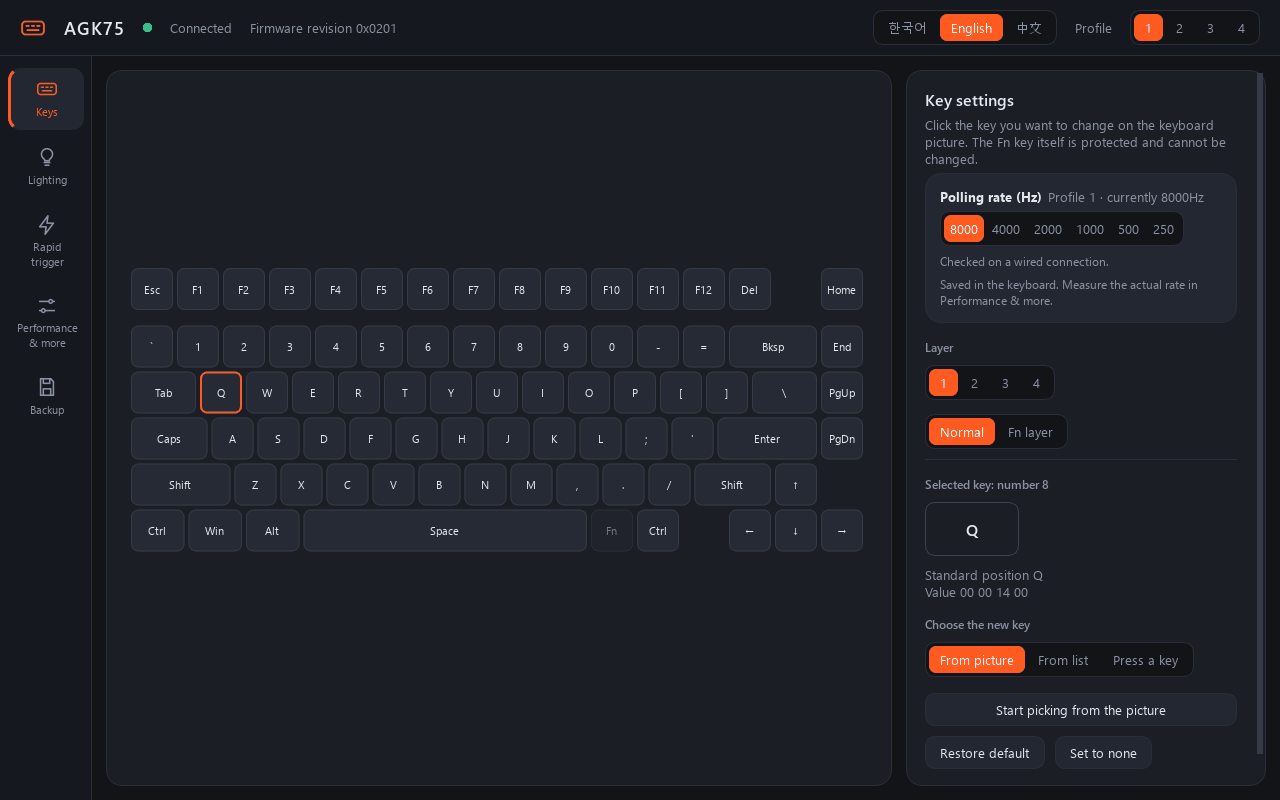 AGK75
Connected
Firmware revision 0x0201
한국어 English 中文
Profile 1 2 3 4
Keys
Lighting
Rapid
trigger
Performance
& more
Backup
Esc F1 F2 F3 F4 F5 F6 F7 F8 F9 F10 F11 F12 Del Home
` 1 2 3 4 5 6 7 8 9 0 - = Bksp End
Tab Q W E R T Y U I O P [ ] \ PgUp
Caps A S D F G H J K L ; ' Enter PgDn
Shift Z X C V B N M , . / Shift ↑
Ctrl Win Alt Space Fn Ctrl ← ↓ →
Key settings
Click the key you want to change on the keyboard
picture. The Fn key itself is protected and cannot be
changed.
Polling rate (Hz) Profile 1 · currently 8000Hz
8000 4000 2000 1000 500 250
Checked on a wired connection.
Saved in the keyboard. Measure the actual rate in
Performance & more.
Layer
1 2 3 4
Normal Fn layer
Selected key: number 8
Q
Standard position Q
Value 00 00 14 00
Choose the new key
From picture From list Press a key
Start picking from the picture
Restore default Set to none